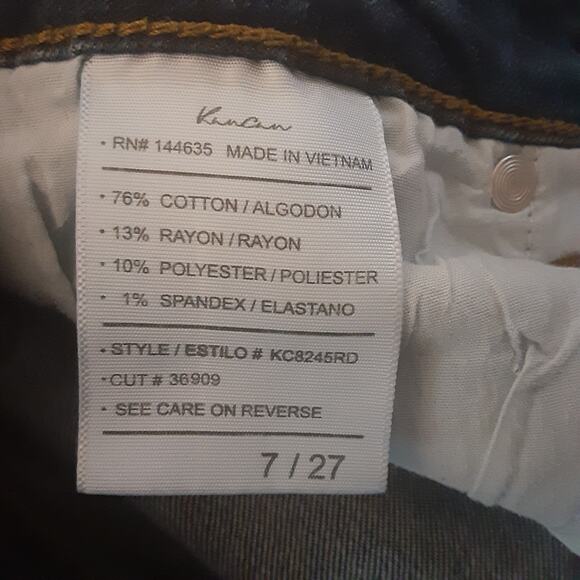 KanCan
• RN# 144635 MADE IN VIETNAM
• 76% COTTON / ALGODON
• 13% RAYON / RAYON
• 10% POLYESTER / POLIESTER
• 1% SPANDEX / ELASTANO
• STYLE / ESTILO # KC8245RD
• CUT # 36909
• SEE CARE ON REVERSE
7 / 27